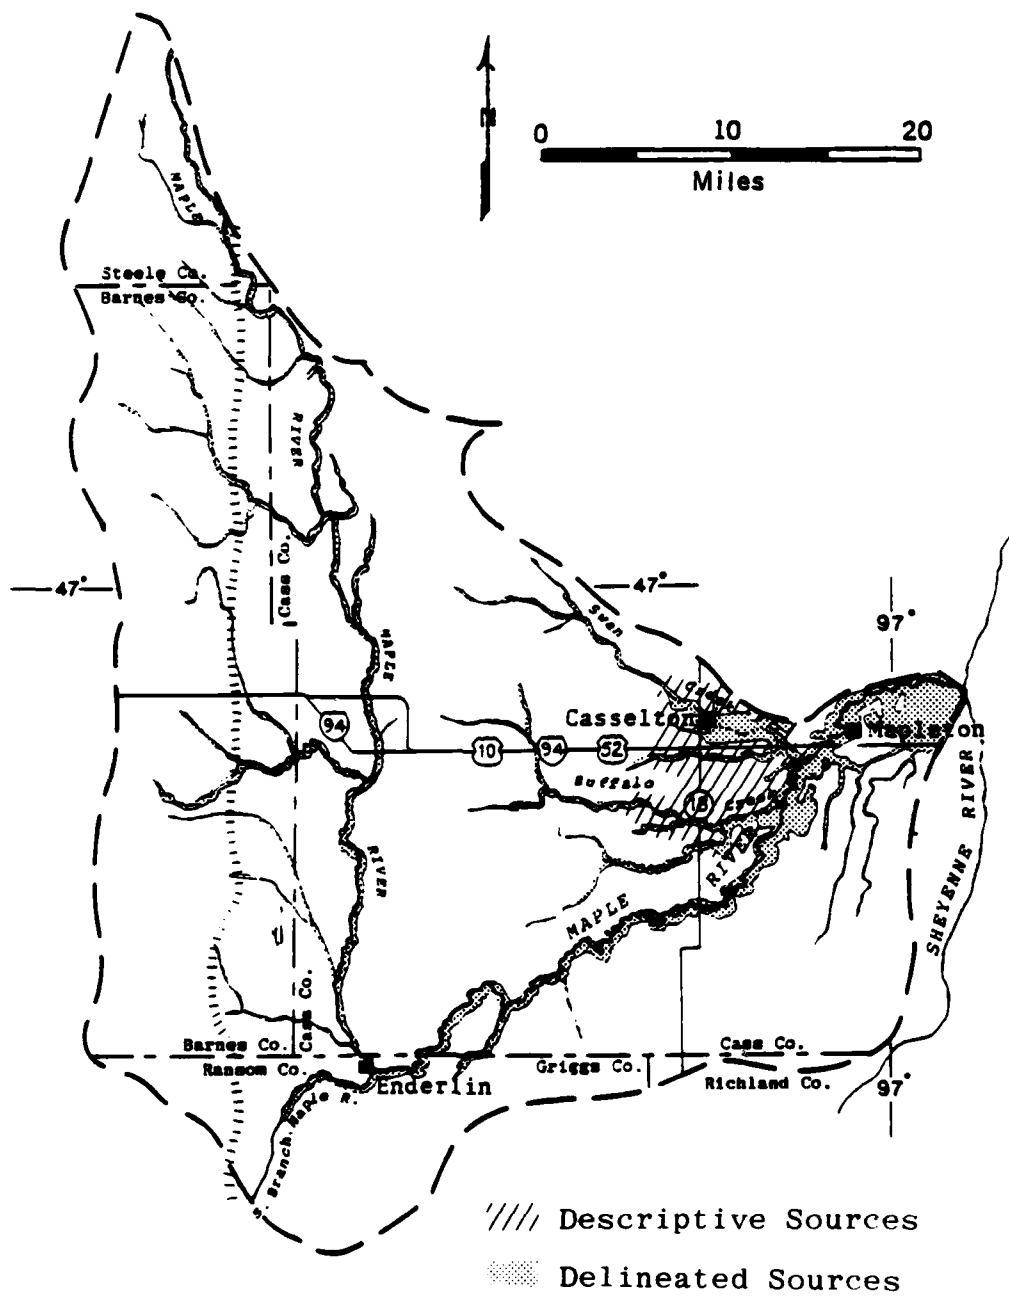 N
0 10 20
Miles
MAPLE
Steele Co.
Barnes Co.
RIVER
Cass Co.
47°
47°
97°
Swan
Creek
MAPLE
94
Casselton
Mapleton
10 94 52
Buffalo
Creek
18
RIVER
MAPLE RIVER
SHEYENNE RIVER
Cass Co.
Barnes Co.
Ransom Co.
Griggs Co.
Cass Co.
Richland Co.
Enderlin
97°
S. Branch Maple R.
Descriptive Sources
Delineated Sources